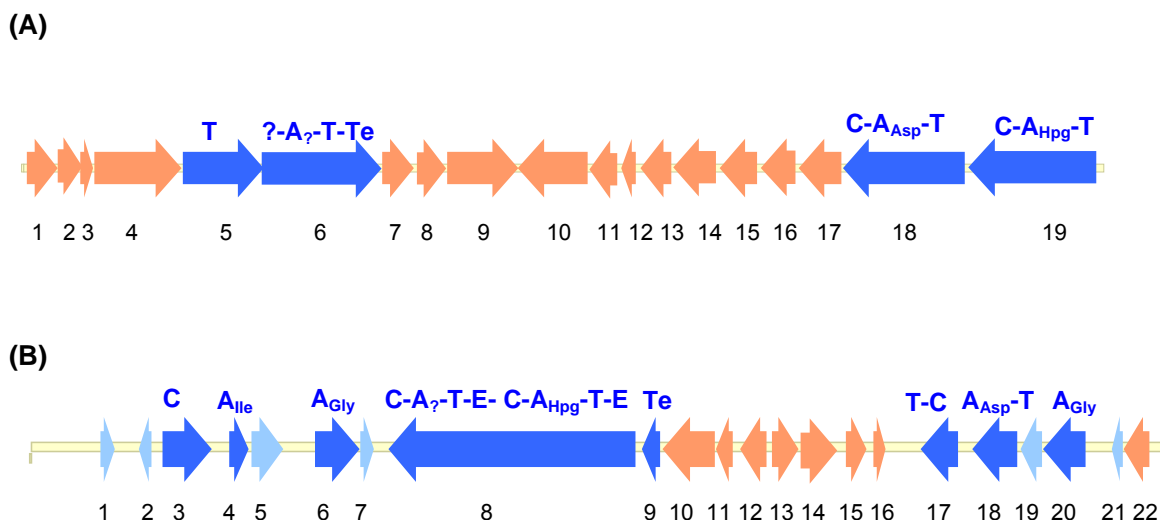 (A)
T ?-A?-T-Te C-AAsp-T C-AHpg-T
1 2 3 4 5 6 7 8 9 10 11 12 13 14 15 16 17 18 19
(B)
C AIle AGly C-A?-T-E- C-AHpg-T-E Te T-C AAsp-T AGly
1 2 3 4 5 6 7 8 9 10 11 12 13 14 15 16 17 18 19 20 21 22